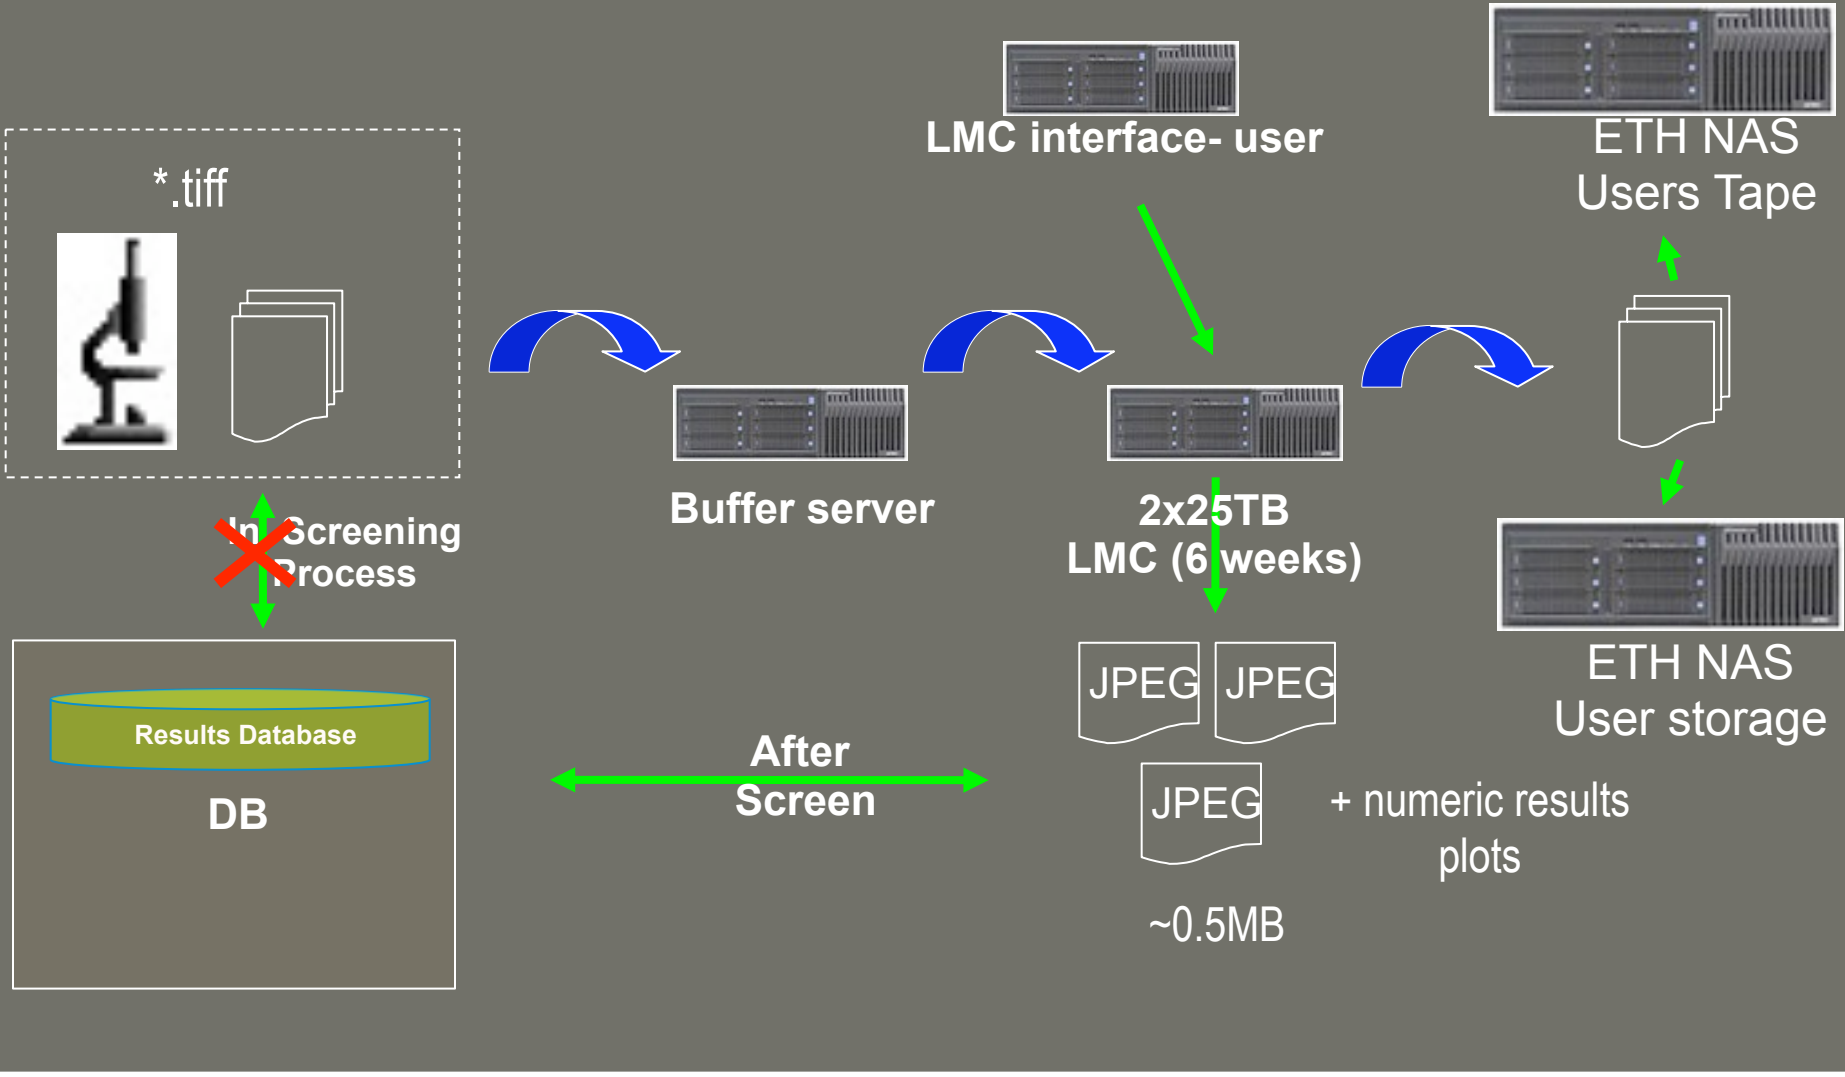 LMC interface- user
ETH NAS
Users Tape
*.tiff
Buffer server
2x25TB
LMC (6 weeks)
In Screening
Process
ETH NAS
User storage
JPEG
JPEG
Results Database
DB
After
Screen
JPEG
+ numeric results
plots
~0.5MB